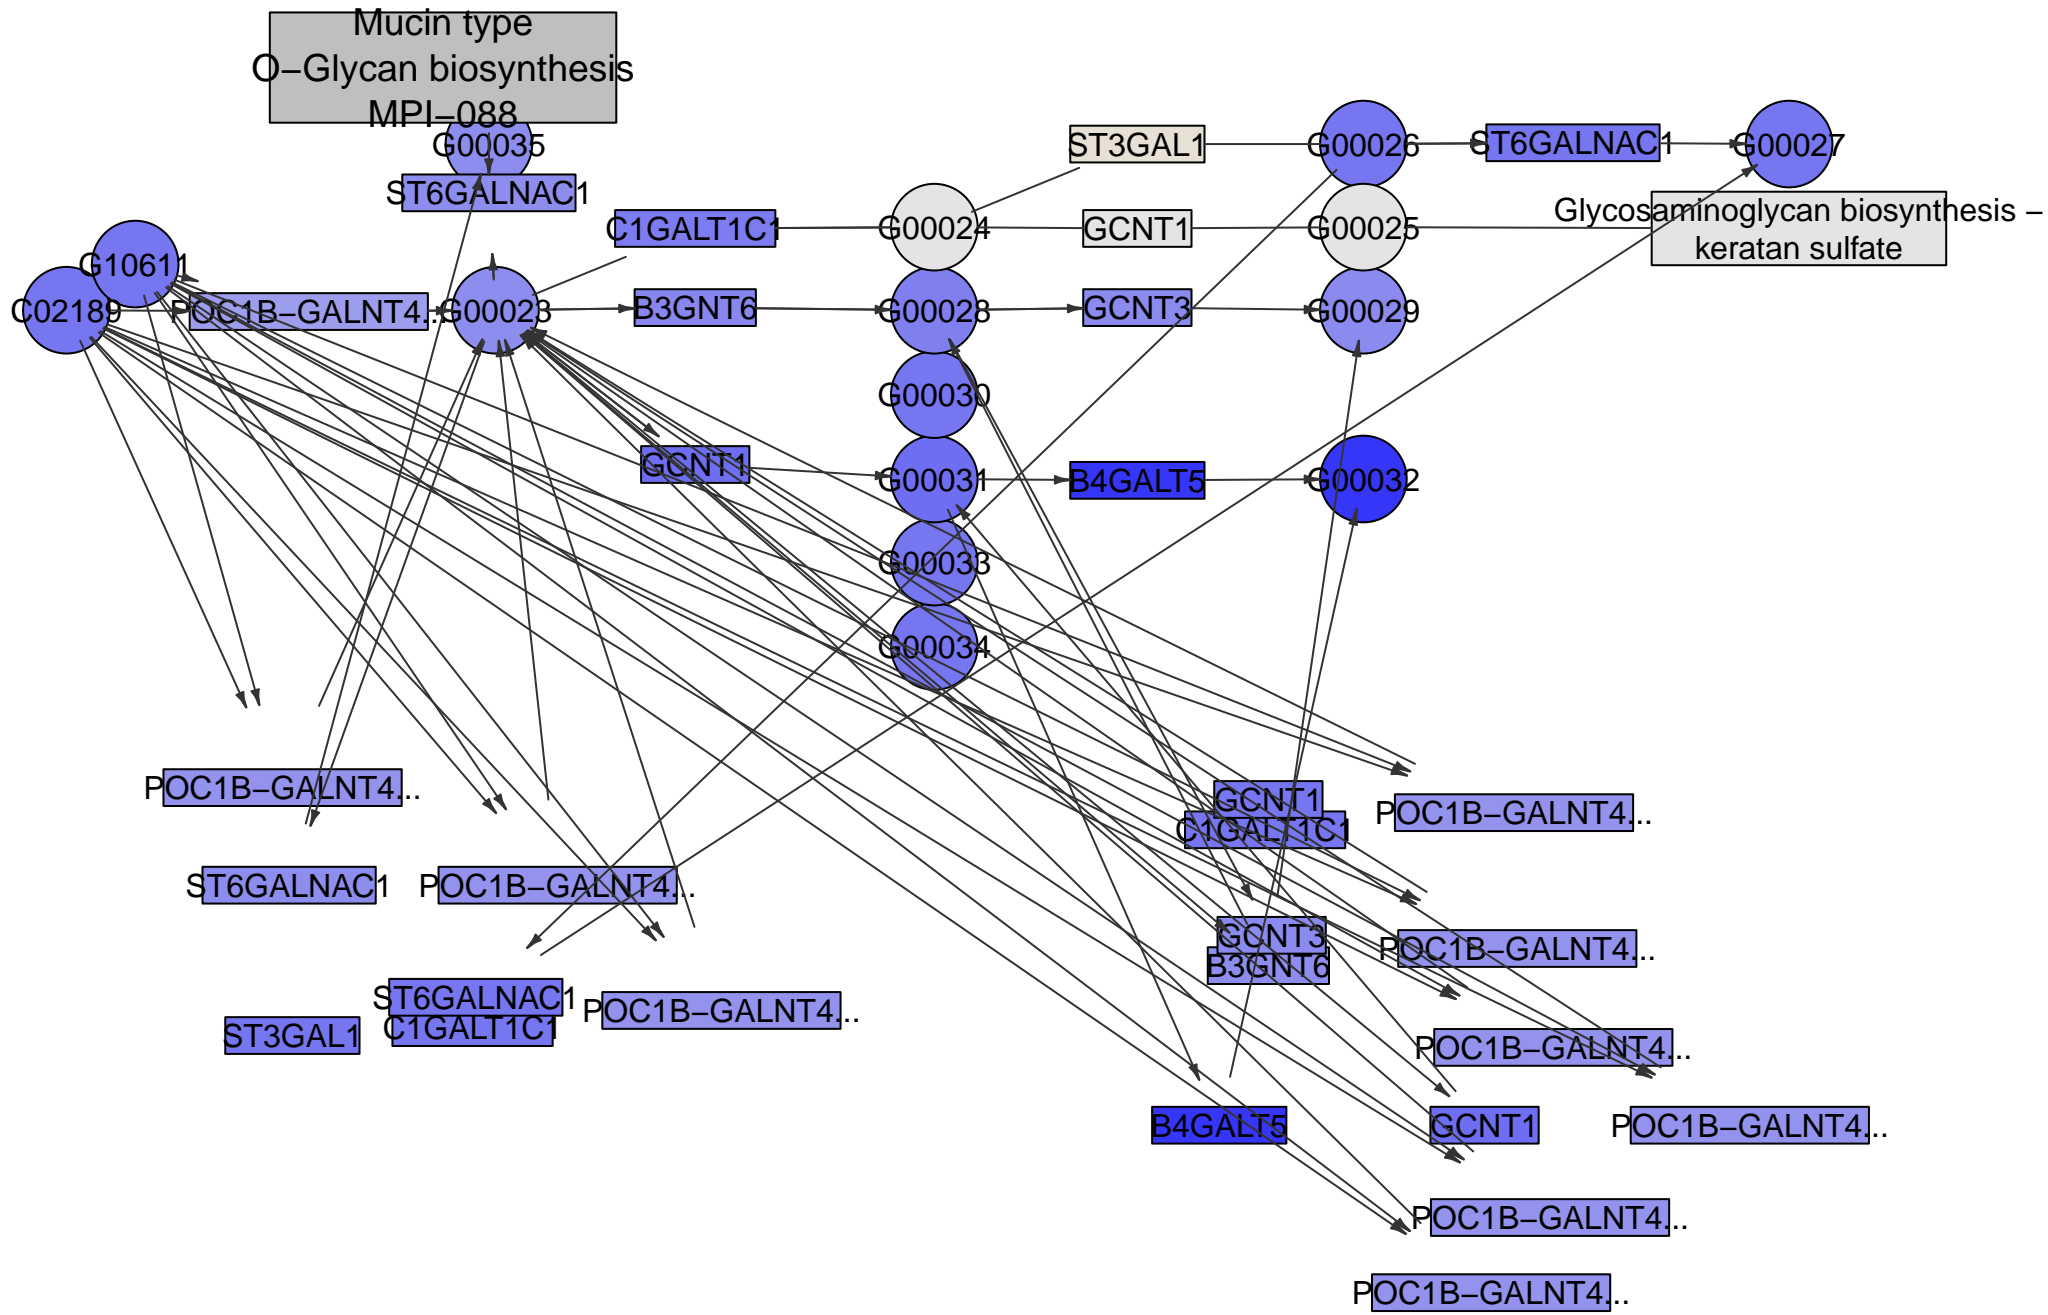 Mucin type
O−Glycan biosynthesis
MPI−088
G00035
ST3GAL1
G00026
ST6GALNAC1
G00027
ST6GALNAC1
C1GALT1C1
G00024
GCNT1
G00025
Glycosaminoglycan biosynthesis −
keratan sulfate
G10611
C02189
POC1B−GALNT4...
G00023
B3GNT6
G00028
GCNT3
G00029
G00030
GCNT1
G00031
B4GALT5
G00032
G00033
G00034
POC1B−GALNT4...
GCNT1
C1GALT1C1
POC1B−GALNT4...
ST6GALNAC1
POC1B−GALNT4...
GCNT3
B3GNT6
POC1B−GALNT4...
ST6GALNAC1
C1GALT1C1
ST3GAL1
POC1B−GALNT4...
POC1B−GALNT4...
B4GALT5
GCNT1
POC1B−GALNT4...
POC1B−GALNT4...
POC1B−GALNT4...